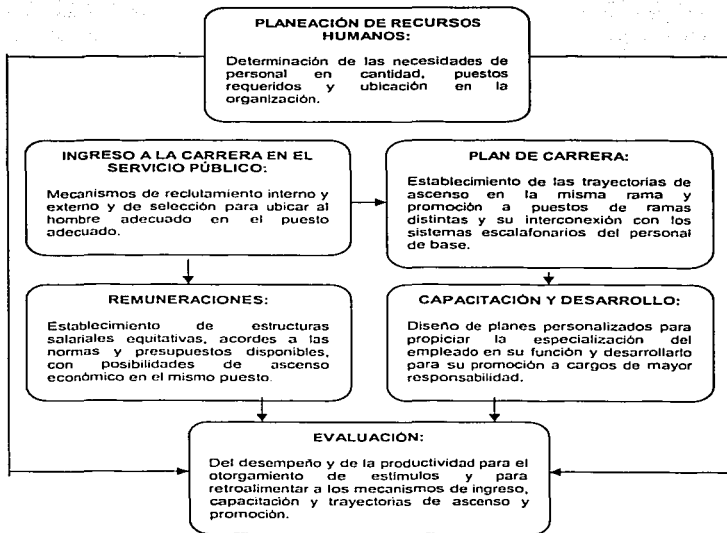 PLANEACIÓN DE RECURSOS
HUMANOS:
Determinación de las necesidades de
personal en cantidad, puestos
requeridos y ubicación en la
organización.
INGRESO A LA CARRERA EN EL
SERVICIO PÚBLICO:
Mecanismos de reclutamiento interno y
externo y de selección para ubicar al
hombre adecuado en el puesto
adecuado.
PLAN DE CARRERA:
Establecimiento de las trayectorias de
ascenso en la misma rama y
promoción a puestos de ramas
distintas y su interconexión con los
sistemas escalafonarios del personal
de base.
REMUNERACIONES:
Establecimiento de estructuras
salariales equitativas, acordes a las
normas y presupuestos disponibles,
con posibilidades de ascenso
económico en el mismo puesto.
CAPACITACIÓN Y DESARROLLO:
Diseño de planes personalizados para
propiciar la especialización del
empleado en su función y desarrollarlo
para su promoción a cargos de mayor
responsabilidad.
EVALUACIÓN:
Del desempeño y de la productividad para el
otorgamiento de estímulos y para
retroalimentar a los mecanismos de ingreso,
capacitación y trayectorias de ascenso y
promoción.